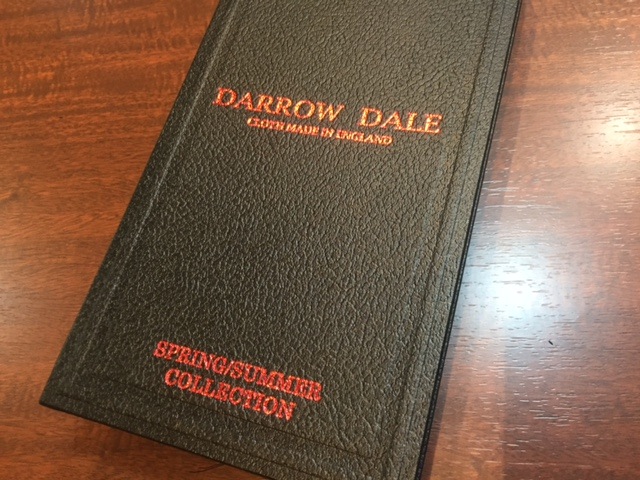 DARROW DALE
CLOTH MADE IN ENGLAND
SPRING/SUMMER
COLLECTION